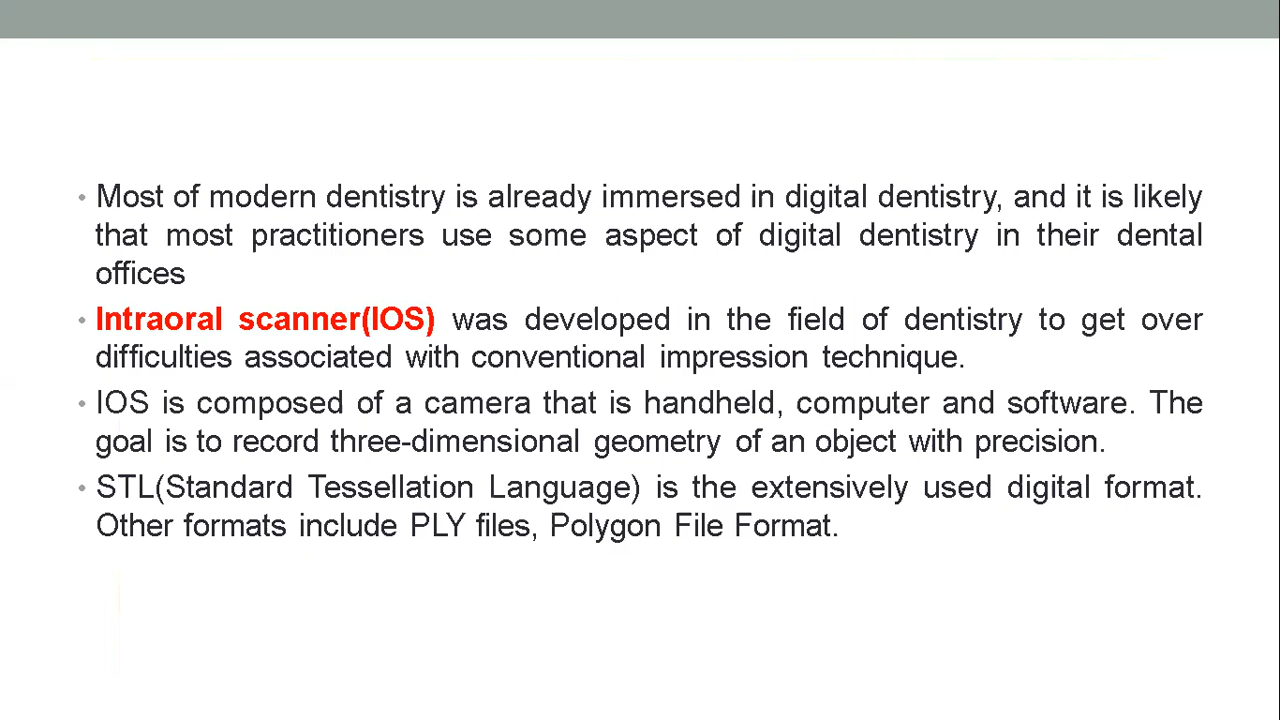 • Most of modern dentistry is already immersed in digital dentistry, and it is likely
that most practitioners use some aspect of digital dentistry in their dental
offices
• Intraoral scanner(IOS) was developed in the field of dentistry to get over
difficulties associated with conventional impression technique.
• IOS is composed of a camera that is handheld, computer and software. The
goal is to record three-dimensional geometry of an object with precision.
• STL(Standard Tessellation Language) is the extensively used digital format.
Other formats include PLY files, Polygon File Format.